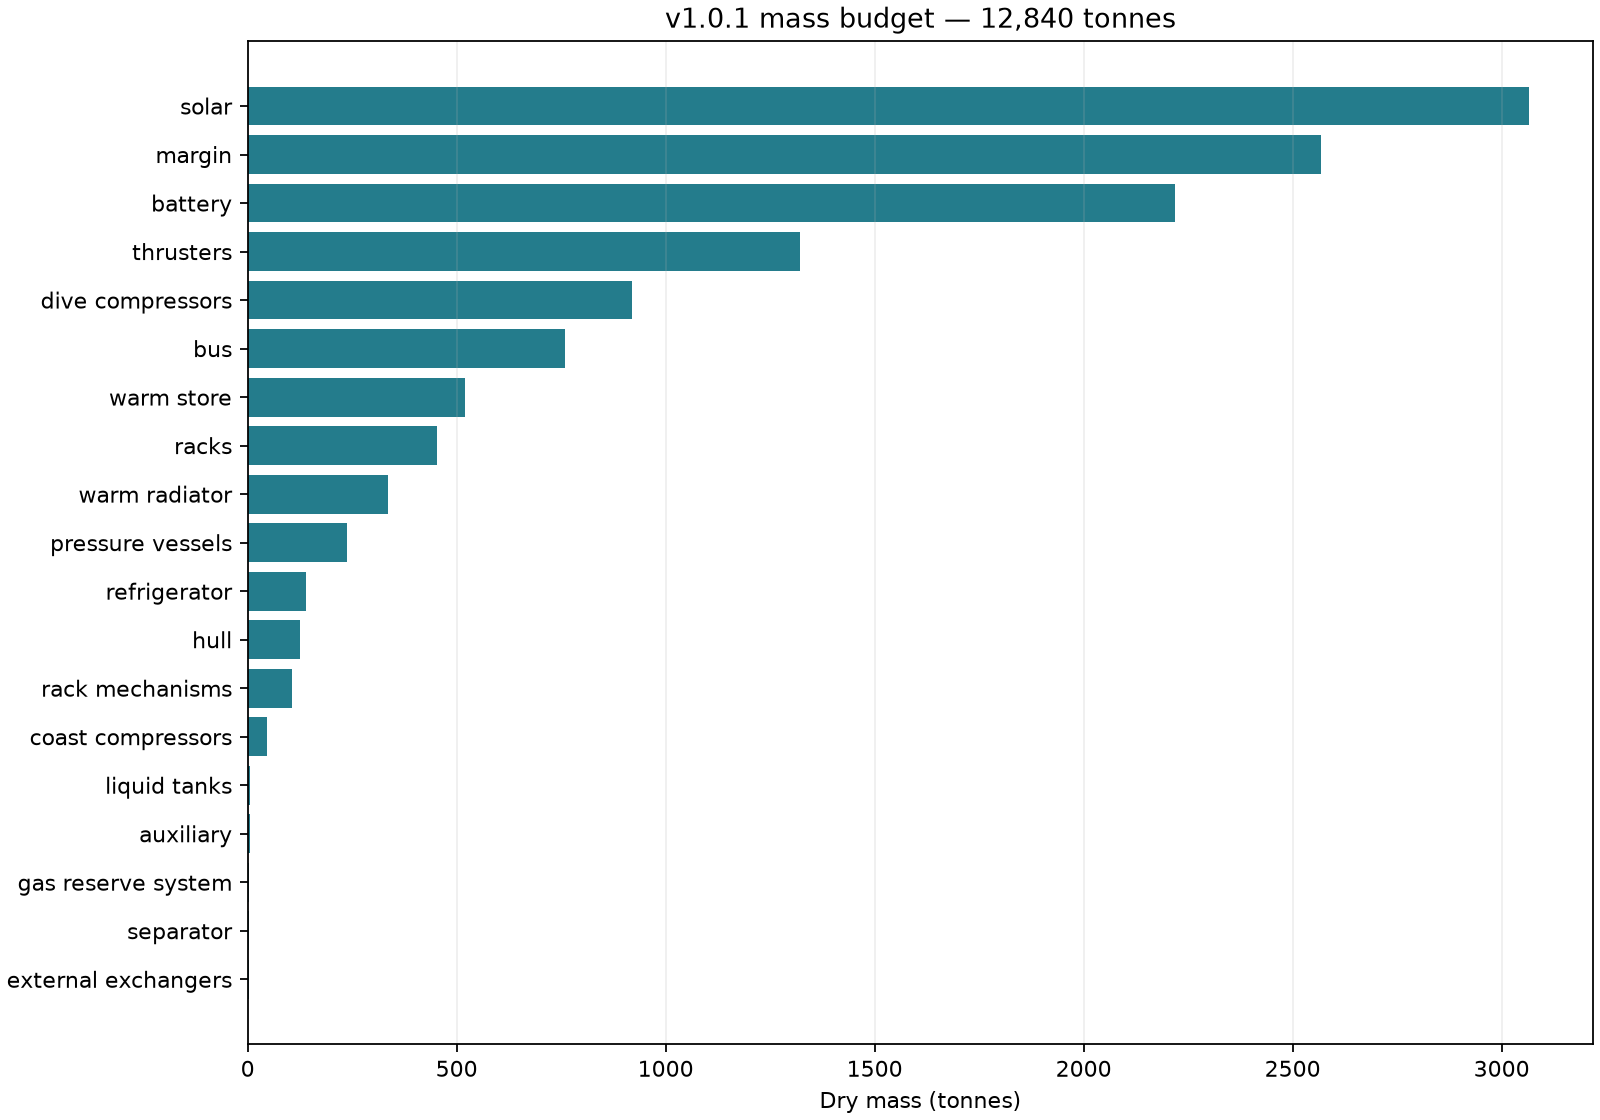 v1.0.1 mass budget — 12,840 tonnes
solar
margin
battery
thrusters
dive compressors
bus
warm store
racks
warm radiator
pressure vessels
refrigerator
hull
rack mechanisms
coast compressors
liquid tanks
auxiliary
gas reserve system
separator
external exchangers
0 500 1000 1500 2000 2500 3000
Dry mass (tonnes)